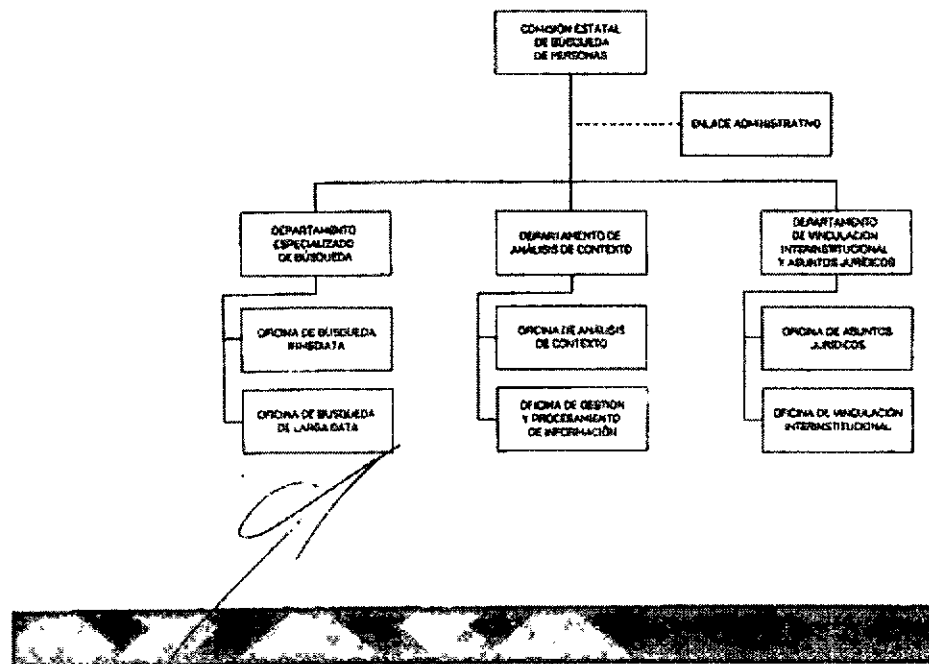 COMISIÓN ESTATAL
DE BÚSQUEDA
DE PERSONAS
ENLACE ADMINISTRATIVO
DEPARTAMENTO
ESPECIALIZADO
DE BÚSQUEDA
DEPARTAMENTO DE
ANÁLISIS DE CONTEXTO
DEPARTAMENTO
DE VINCULACIÓN
INTERINSTITUCIONAL
Y ASUNTOS JURÍDICOS
OFICINA DE BÚSQUEDA
INMEDIATA
OFICINA DE ANÁLISIS
DE CONTEXTO
OFICINA DE ASUNTOS
JURÍDICOS
OFICINA DE BÚSQUEDA
DE LARGA DATA
OFICINA DE GESTIÓN
Y PROCESAMIENTO
DE INFORMACIÓN
OFICINA DE VINCULACIÓN
INTERINSTITUCIONAL